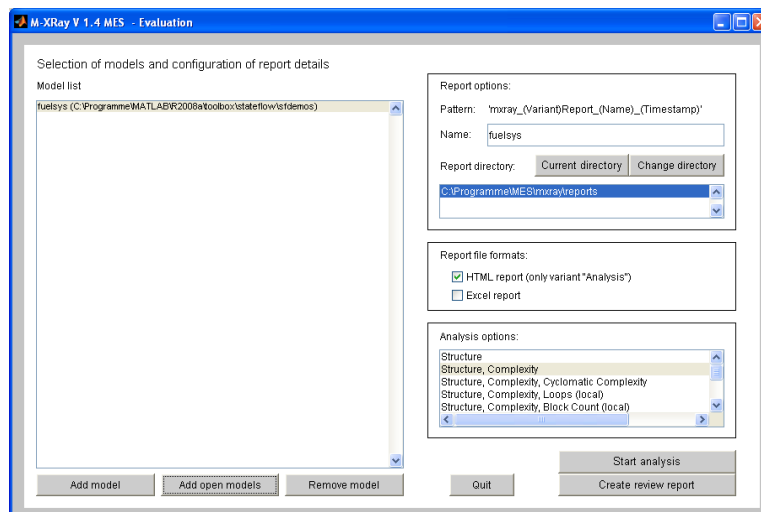 M-XRay V 1.4 MES - Evaluation
Selection of models and configuration of report details
Model list
fuelsys (C:\Programme\MATLAB\R2008a\toolbox\stateflow\sfdemos)
Add model
Add open models
Remove model
Report options:
Pattern: 'mxray_(Variant)Report_(Name)_(Timestamp)'
Name: fuelsys
Report directory: Current directory Change directory
C:\Programme\MES\mxray\reports
Report file formats:
HTML report (only variant "Analysis")
Excel report
Analysis options:
Structure
Structure, Complexity
Structure, Complexity, Cyclomatic Complexity
Structure, Complexity, Loops (local)
Structure, Complexity, Block Count (local)
Start analysis
Quit
Create review report